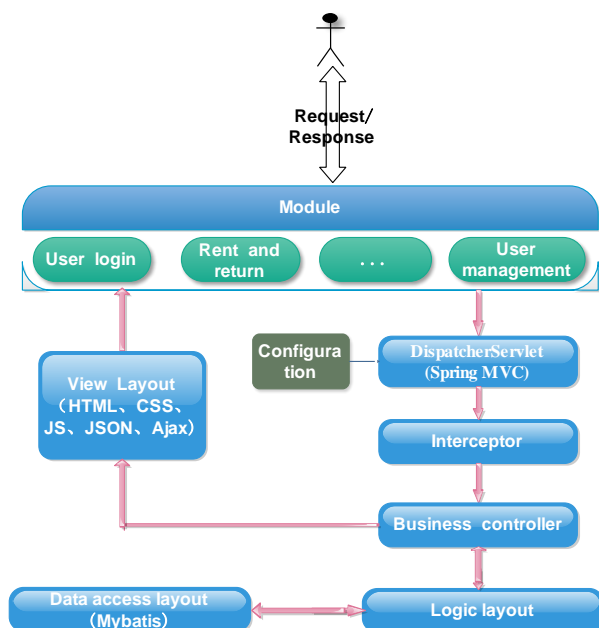 Request/
Response
Module
User login
Rent and
return
...
User
management
Configura
tion
DispatcherServlet
(Spring MVC)
View Layout
（HTML、CSS、
JS、JSON、Ajax）
Interceptor
Business controller
Data access layout
（Mybatis）
Logic layout